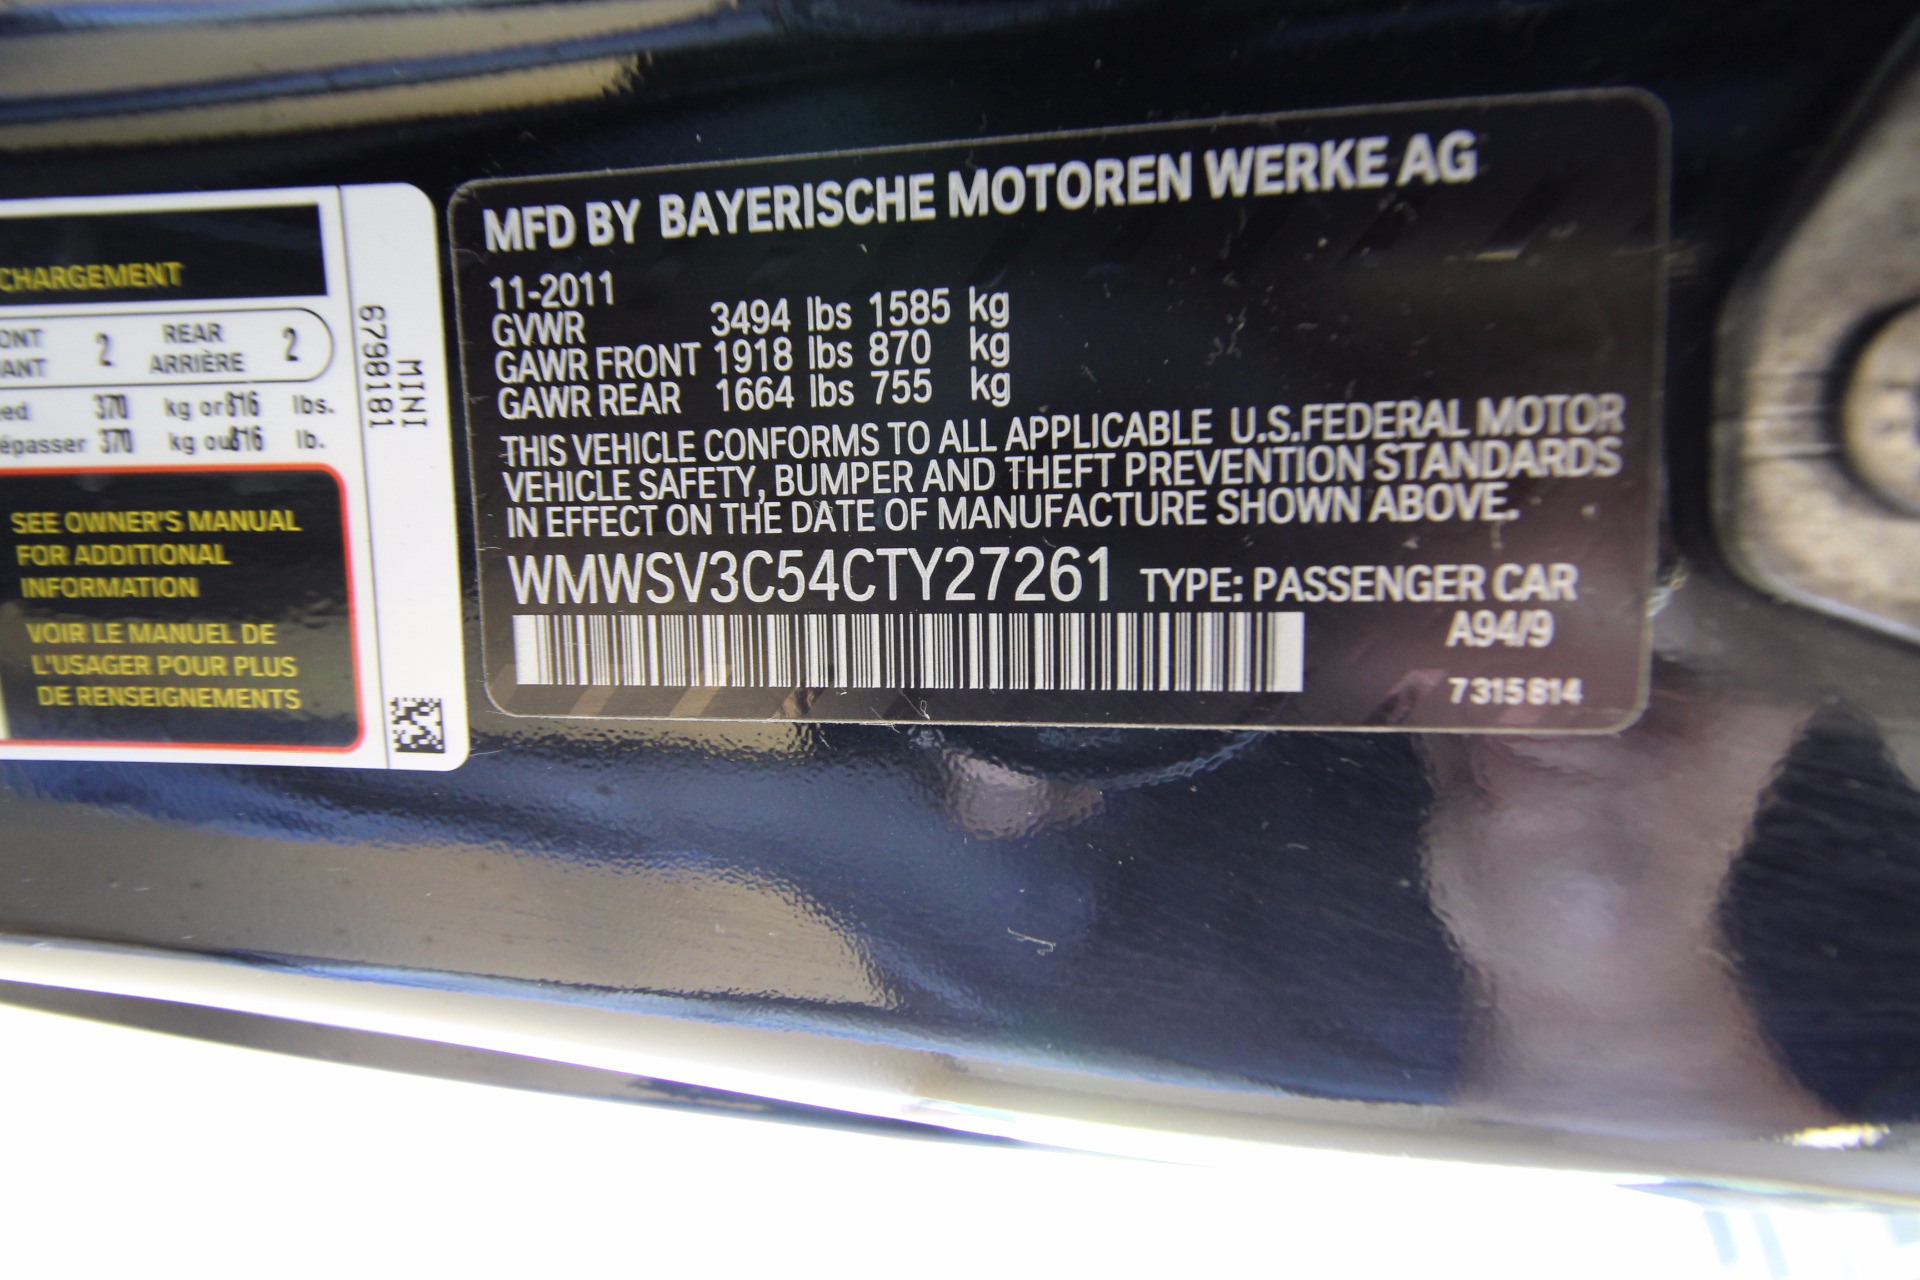 CHARGEMENT
2 REAR 2
ARRIÈRE
370 kg or 816 lbs.
épasser 370 kg ou 816 lb.
SEE OWNER'S MANUAL
FOR ADDITIONAL
INFORMATION
VOIR LE MANUEL DE
L'USAGER POUR PLUS
DE RENSEIGNEMENTS
MINI
6798181
MFD BY BAYERISCHE MOTOREN WERKE AG
11-2011
GVWR 3494 lbs 1585 kg
GAWR FRONT 1918 lbs 870 kg
GAWR REAR 1664 lbs 755 kg
THIS VEHICLE CONFORMS TO ALL APPLICABLE U.S.FEDERAL MOTOR
VEHICLE SAFETY, BUMPER AND THEFT PREVENTION STANDARDS
IN EFFECT ON THE DATE OF MANUFACTURE SHOWN ABOVE.
WMWSV3C54CTY27261 TYPE: PASSENGER CAR
A94/9
7315814